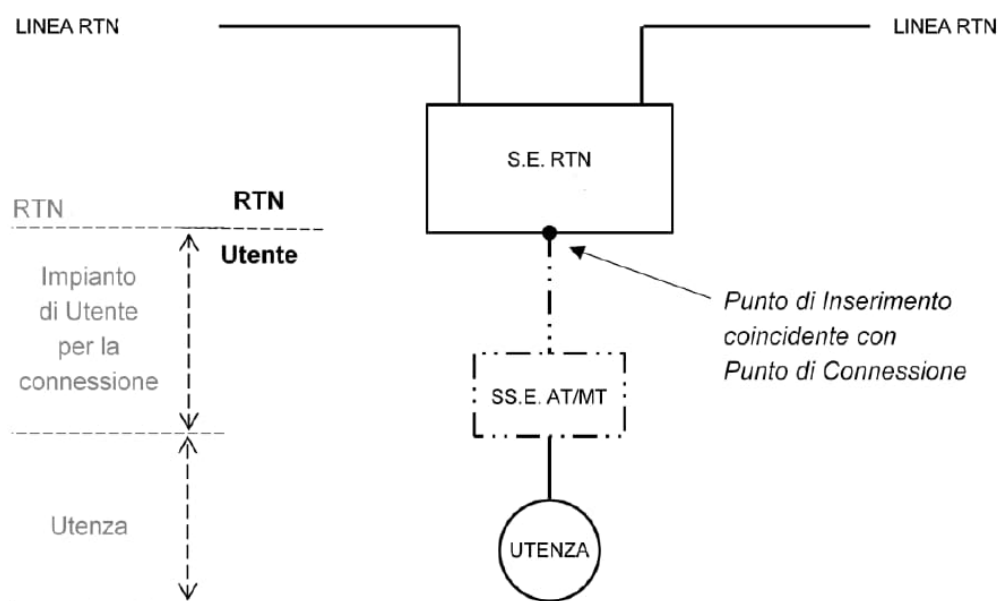 LINEA RTN
LINEA RTN
S.E. RTN
RTN
RTN
Utente
Impianto
di Utente
per la
connessione
Punto di Inserimento
coincidente con
Punto di Connessione
SS.E. AT/MT
Utenza
UTENZA